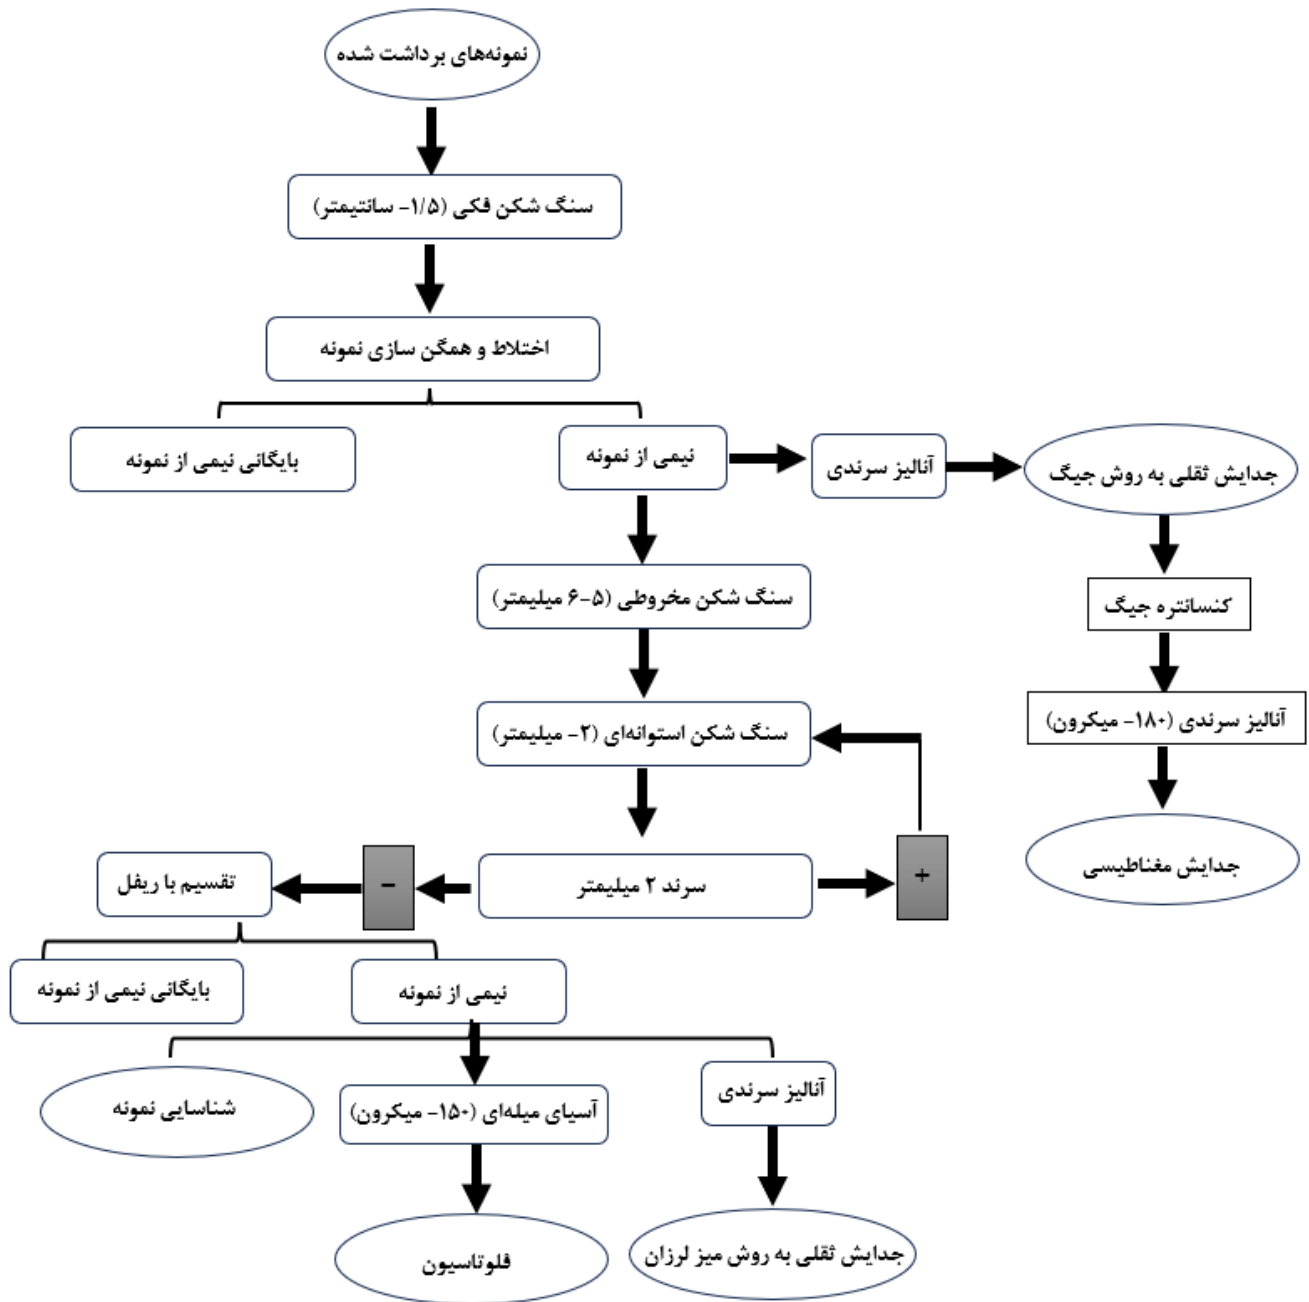 نمونه‌های برداشت شده
سنگ شکن فکی (۱/۵- سانتیمتر)
اختلاط و همگن سازی نمونه
بایگانی نیمی از نمونه
نیمی از نمونه
آنالیز سرندی
جدایش ثقلی به روش جیگ
سنگ شکن مخروطی (۵-۶ میلیمتر)
کنسانتره جیگ
سنگ شکن استوانه‌ای (۲- میلیمتر)
آنالیز سرندی (۱۸۰- میکرون)
جدایش مغناطیسی
سرند ۲ میلیمتر
+
−
تقسیم با ریفل
بایگانی نیمی از نمونه
نیمی از نمونه
شناسایی نمونه
آسیای میله‌ای (۱۵۰- میکرون)
آنالیز سرندی
فلوتاسیون
جدایش ثقلی به روش میز لرزان